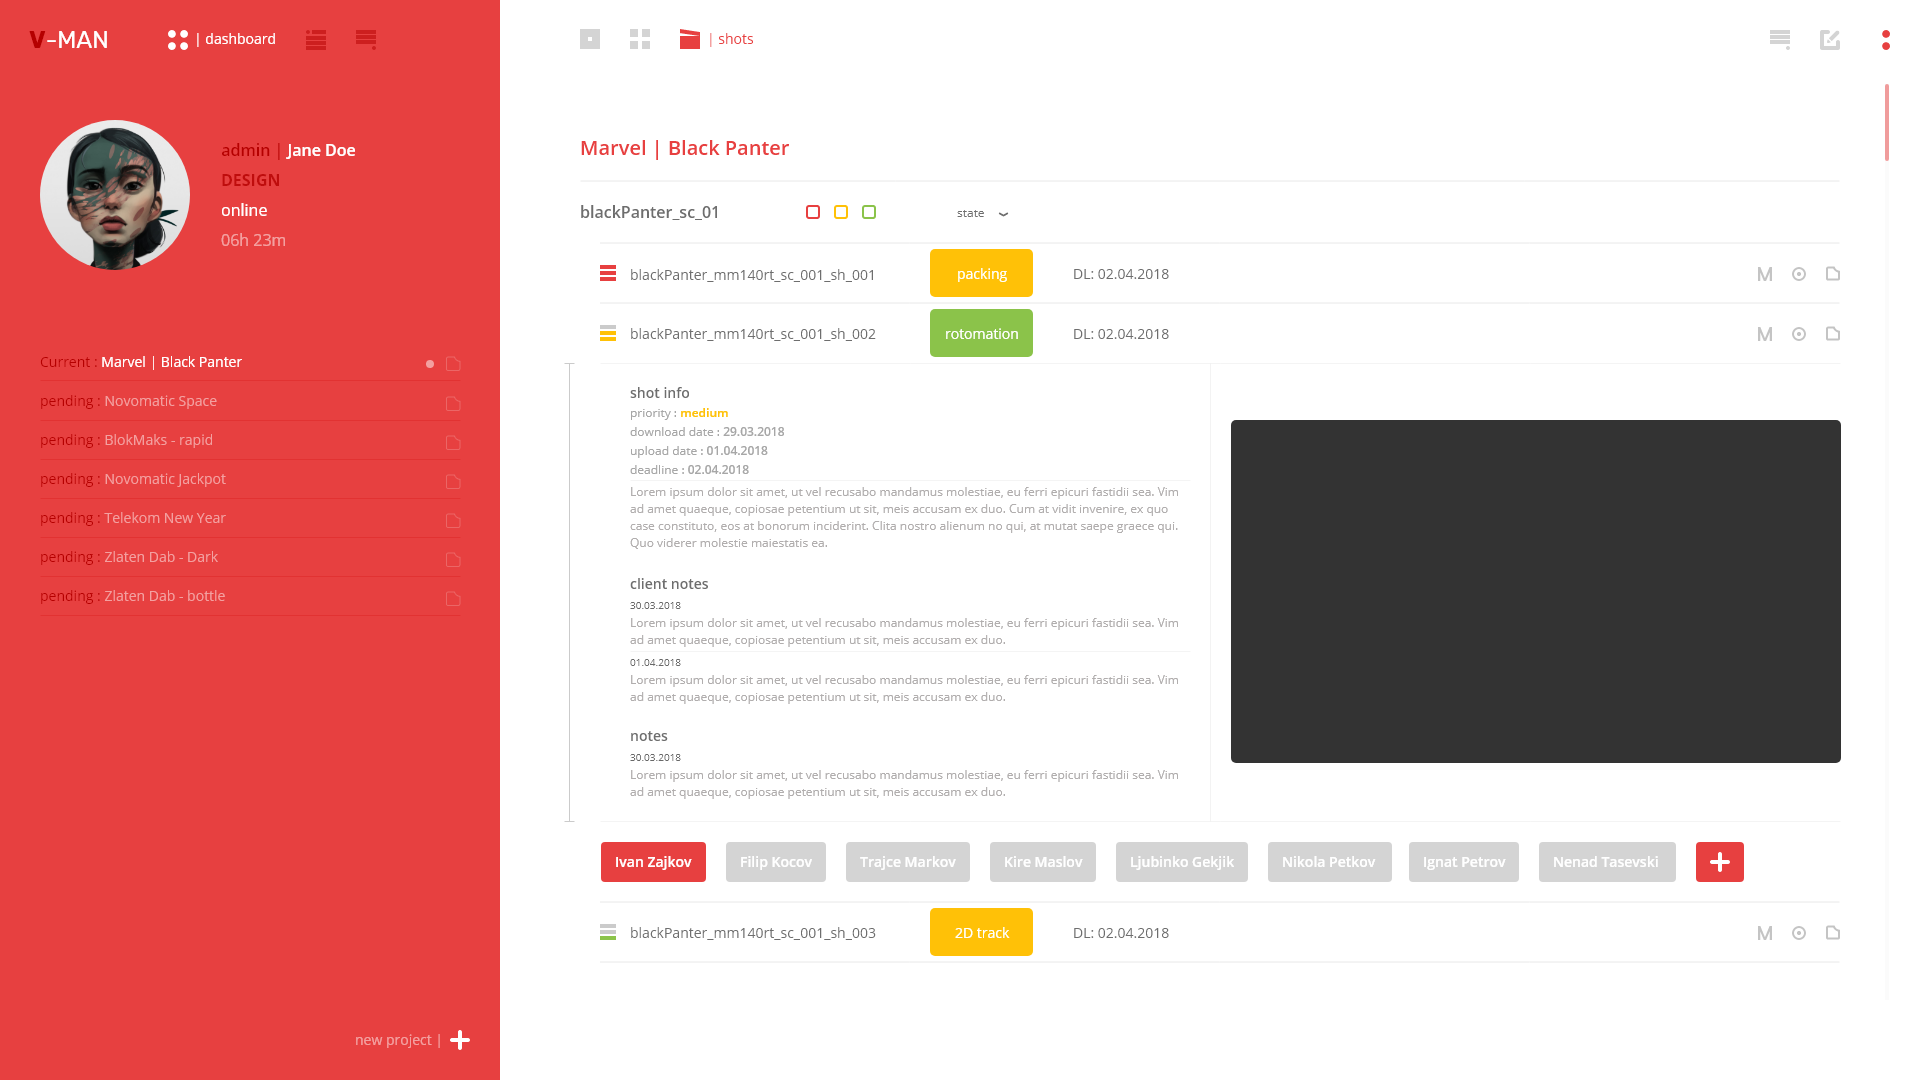 V-MAN
| dashboard
| shots
admin | Jane Doe
DESIGN
online
06h 23m
Current : Marvel | Black Panter
pending : Novomatic Space
pending : BlokMaks - rapid
pending : Novomatic Jackpot
pending : Telekom New Year
pending : Zlaten Dab - Dark
pending : Zlaten Dab - bottle
new project |
Marvel | Black Panter
blackPanter_sc_01
state
blackPanter_mm140rt_sc_001_sh_001 packing DL: 02.04.2018 M
blackPanter_mm140rt_sc_001_sh_002 rotomation DL: 02.04.2018 M
shot info
priority : medium
download date : 29.03.2018
upload date : 01.04.2018
deadline : 02.04.2018
Lorem ipsum dolor sit amet, ut vel recusabo mandamus molestiae, eu ferri epicuri fastidii sea. Vim
ad amet quaeque, copiosae petentium ut sit, meis accusam ex duo. Cum at vidit invenire, ex quo
case constituto, eos at bonorum inciderint. Clita nostro alienum no qui, at mutat saepe graece qui.
Quo viderer molestie maiestatis ea.
client notes
30.03.2018
Lorem ipsum dolor sit amet, ut vel recusabo mandamus molestiae, eu ferri epicuri fastidii sea. Vim
ad amet quaeque, copiosae petentium ut sit, meis accusam ex duo.
01.04.2018
Lorem ipsum dolor sit amet, ut vel recusabo mandamus molestiae, eu ferri epicuri fastidii sea. Vim
ad amet quaeque, copiosae petentium ut sit, meis accusam ex duo.
notes
30.03.2018
Lorem ipsum dolor sit amet, ut vel recusabo mandamus molestiae, eu ferri epicuri fastidii sea. Vim
ad amet quaeque, copiosae petentium ut sit, meis accusam ex duo.
Ivan Zajkov Filip Kocov Trajce Markov Kire Maslov Ljubinko Gekjik Nikola Petkov Ignat Petrov Nenad Tasevski
blackPanter_mm140rt_sc_001_sh_003 2D track DL: 02.04.2018 M